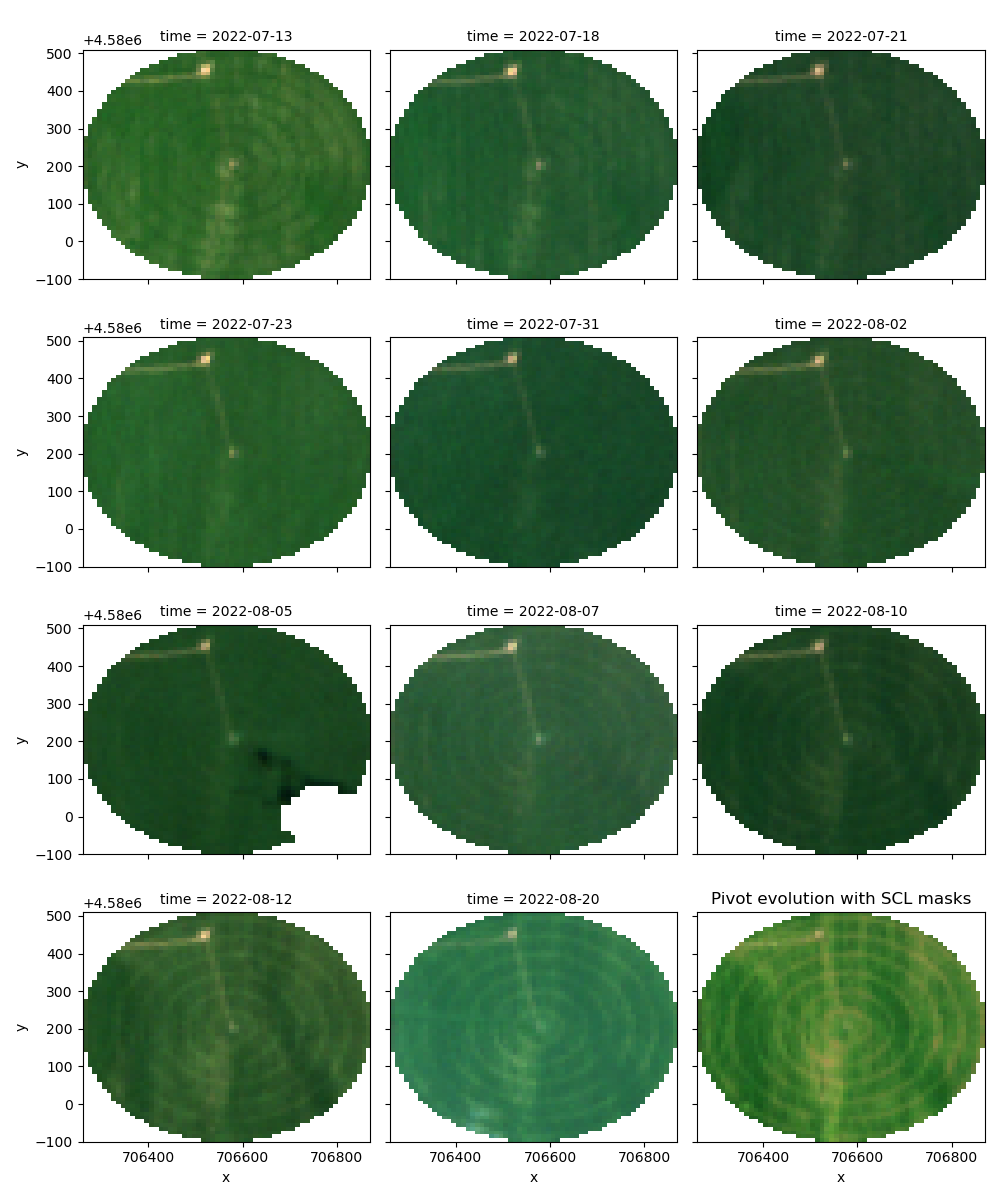 +4.58e6 time = 2022-07-13 time = 2022-07-18 time = 2022-07-21
500
400
300
y
200
100
0
−100
+4.58e6 time = 2022-07-23 time = 2022-07-31 time = 2022-08-02
500
400
300
y
200
100
0
−100
+4.58e6 time = 2022-08-05 time = 2022-08-07 time = 2022-08-10
500
400
300
y
200
100
0
−100
+4.58e6 time = 2022-08-12 time = 2022-08-20 Pivot evolution with SCL masks
500
400
300
y
200
100
0
−100
706400 706600 706800 706400 706600 706800 706400 706600 706800
x x x